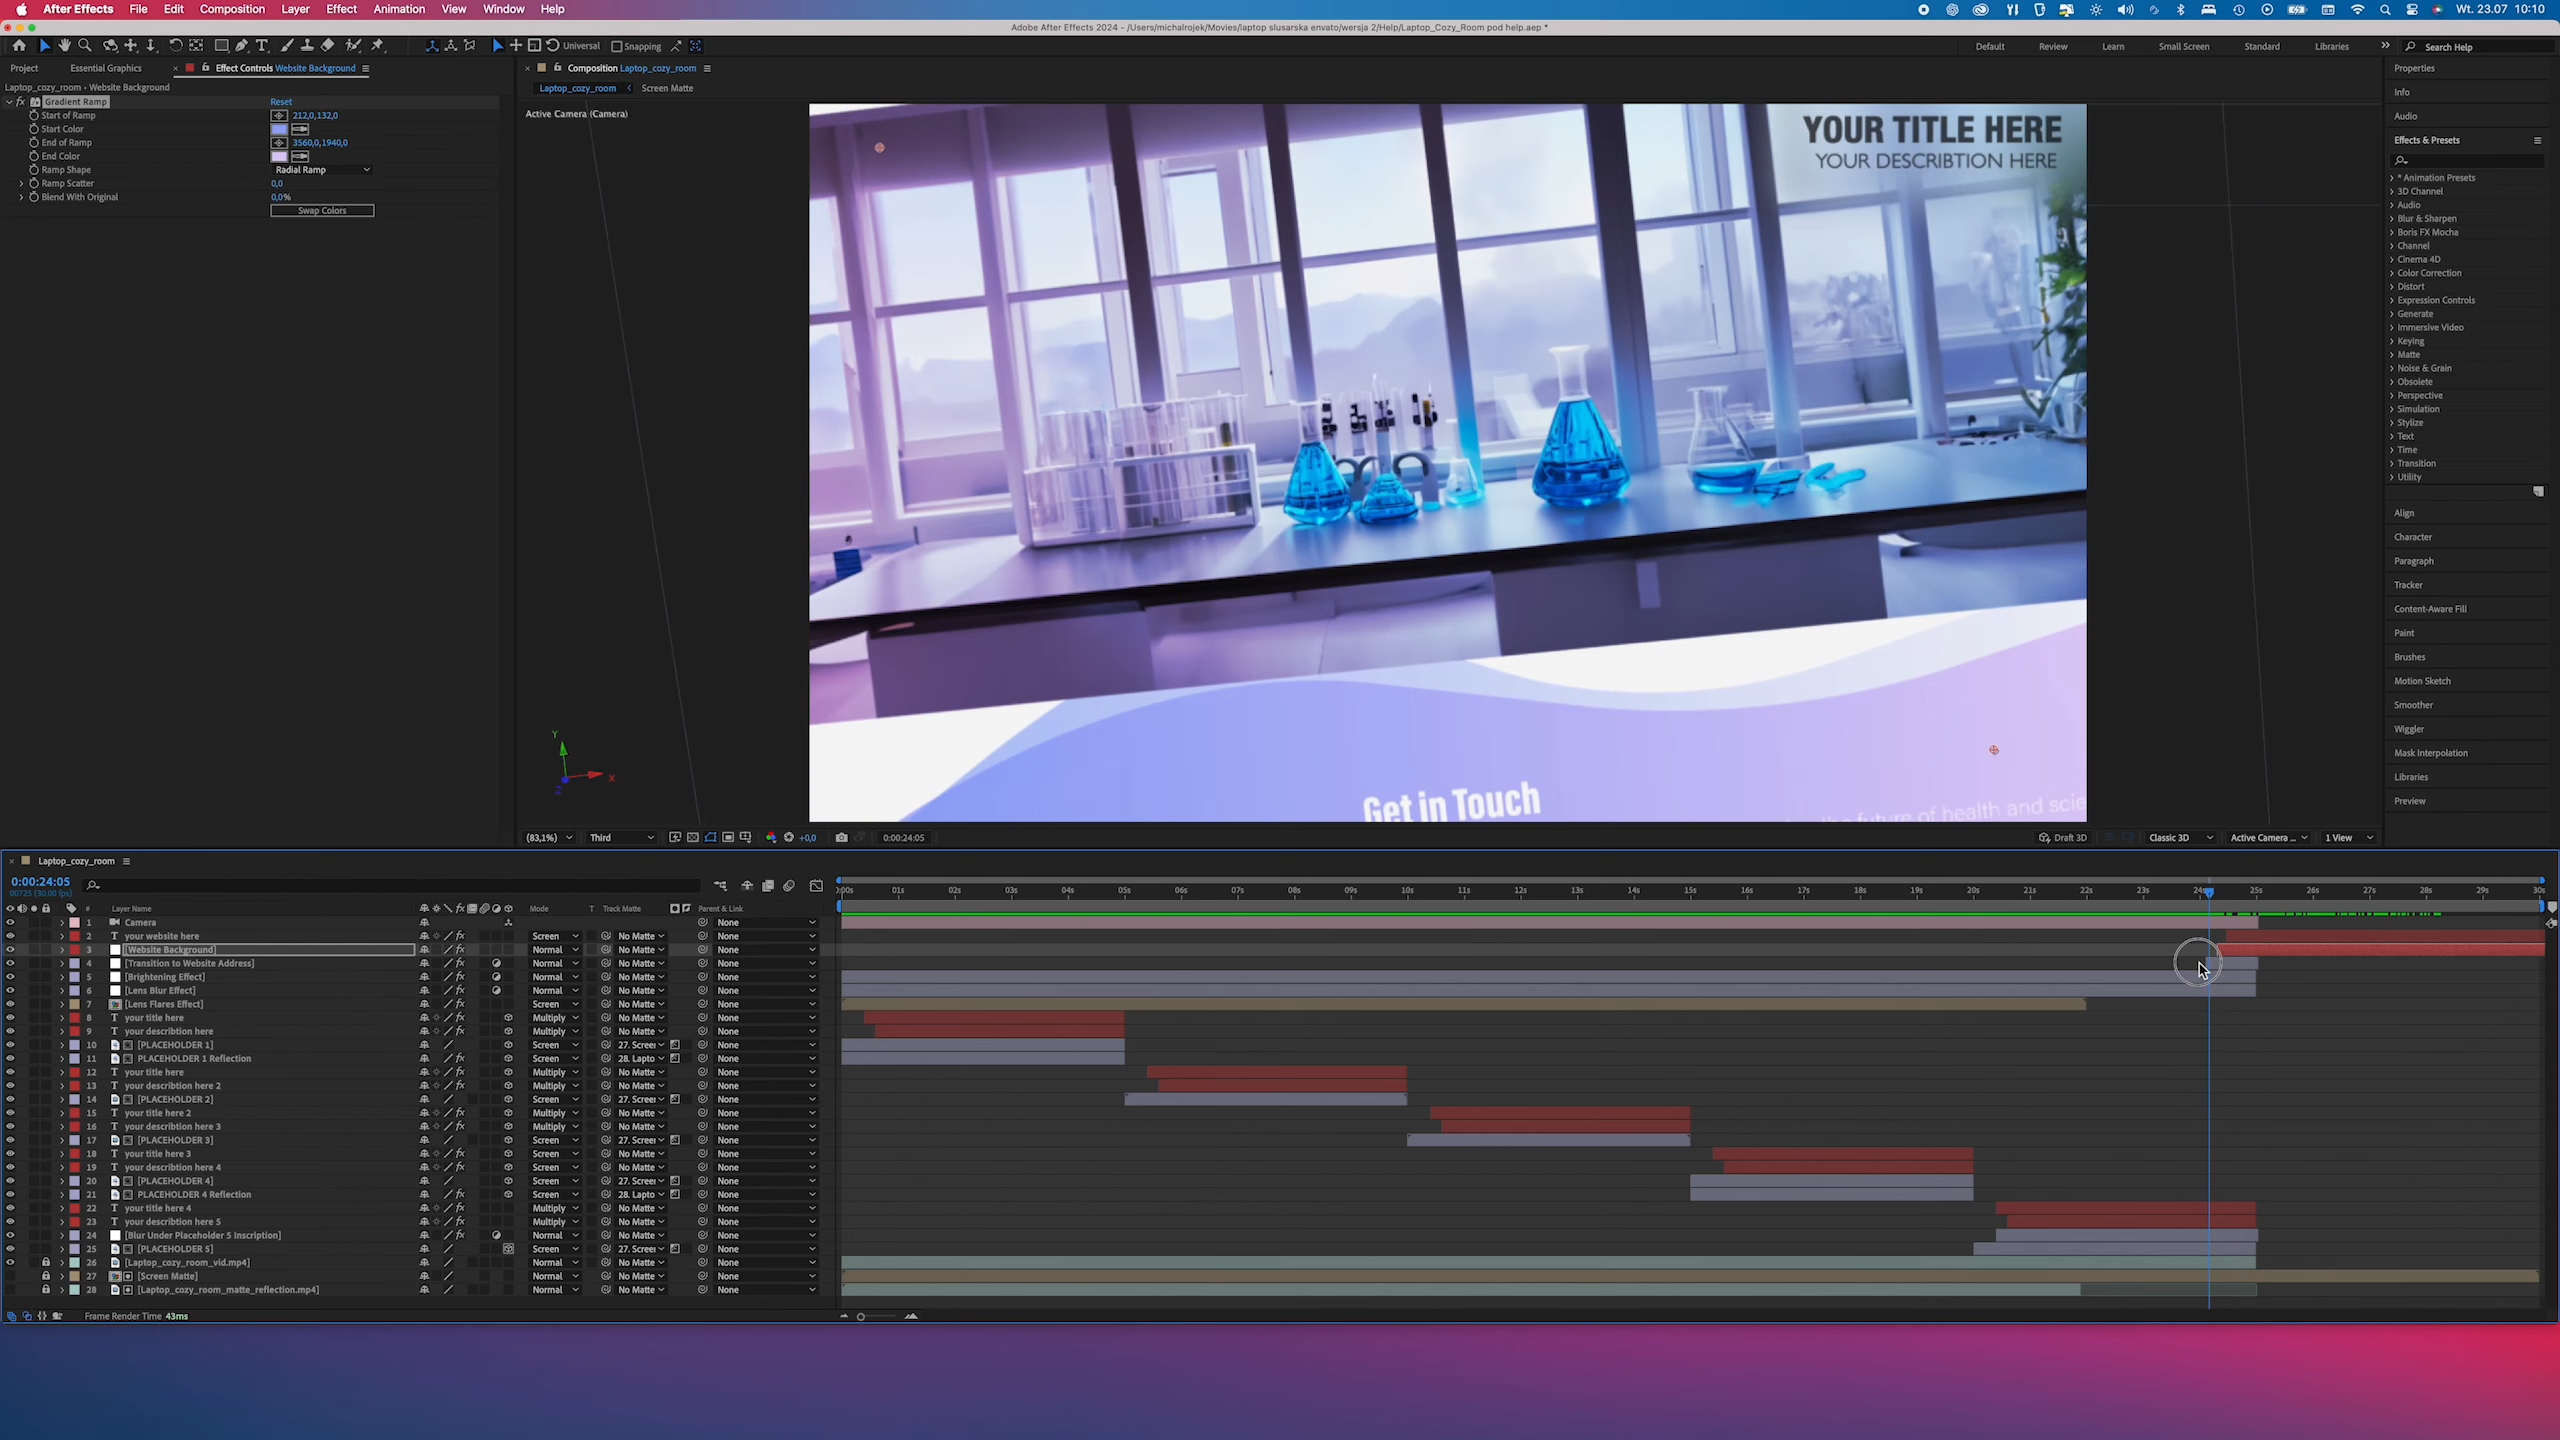 After Effects File Edit Composition Layer Effect Animation View Window Help
Wt. 23.07 10:10
Adobe After Effects 2024 - /Users/michalrojek/Movies/laptop slusarska envato/wersja 2/Help/Laptop_Cozy_Room pod help.aep *
Universal Snapping Default Review Learn Small Screen Standard Libraries Search Help
Project Essential Graphics Effect Controls Website Background
Composition Laptop_cozy_room
Laptop_cozy_room • Website Background
Laptop_cozy_room Screen Matte
fx Gradient Ramp Reset
Start of Ramp 212,0,132,0
Start Color
End of Ramp 3560,0,1940,0
End Color
Ramp Shape Radial Ramp
Ramp Scatter 0,0
Blend With Original 0,0%
Swap Colors
Active Camera (Camera)
YOUR TITLE HERE
YOUR DESCRIBTION HERE
Get in Touch
the future of health and scie
Y
X
Z
(83,1%) Third +0,0 0:00:24:05 Draft 3D Classic 3D Active Camera ... 1 View
Properties
Info
Audio
Effects & Presets
* Animation Presets
3D Channel
Audio
Blur & Sharpen
Boris FX Mocha
Channel
Cinema 4D
Color Correction
Distort
Expression Controls
Generate
Immersive Video
Keying
Matte
Noise & Grain
Obsolete
Perspective
Simulation
Stylize
Text
Time
Transition
Utility
Align
Character
Paragraph
Tracker
Content-Aware Fill
Paint
Brushes
Motion Sketch
Smoother
Wiggler
Mask Interpolation
Libraries
Preview
Laptop_cozy_room
0:00:24:05
00725 (30.00 fps)
:00s 01s 02s 03s 04s 05s 06s 07s 08s 09s 10s 11s 12s 13s 14s 15s 16s 17s 18s 19s 20s 21s 22s 23s 24s 25s 26s 27s 28s 29s 30s
# Layer Name Mode T Track Matte Parent & Link
1 Camera None
2 T your website here Screen No Matte None
3 [Website Background] Normal No Matte None
4 [Transition to Website Address] Normal No Matte None
5 [Brightening Effect] Normal No Matte None
6 [Lens Blur Effect] Normal No Matte None
7 [Lens Flares Effect] Screen No Matte None
8 T your title here Multiply No Matte None
9 T your describtion here Multiply No Matte None
10 [PLACEHOLDER 1] Screen 27. Screer None
11 PLACEHOLDER 1 Reflection Screen 28. Lapto None
12 T your title here Multiply No Matte None
13 T your describtion here 2 Multiply No Matte None
14 [PLACEHOLDER 2] Screen 27. Screer None
15 T your title here 2 Multiply No Matte None
16 T your describtion here 3 Multiply No Matte None
17 [PLACEHOLDER 3] Screen 27. Screer None
18 T your title here 3 Screen No Matte None
19 T your describtion here 4 Screen No Matte None
20 [PLACEHOLDER 4] Screen 27. Screer None
21 PLACEHOLDER 4 Reflection Screen 28. Lapto None
22 T your title here 4 Multiply No Matte None
23 T your describtion here 5 Multiply No Matte None
24 [Blur Under Placeholder 5 Inscription] Normal No Matte None
25 [PLACEHOLDER 5] Screen 27. Screer None
26 [Laptop_cozy_room_vid.mp4] Normal No Matte None
27 [Screen Matte] Normal No Matte None
28 [Laptop_cozy_room_matte_reflection.mp4] Normal No Matte None
Frame Render Time 43ms